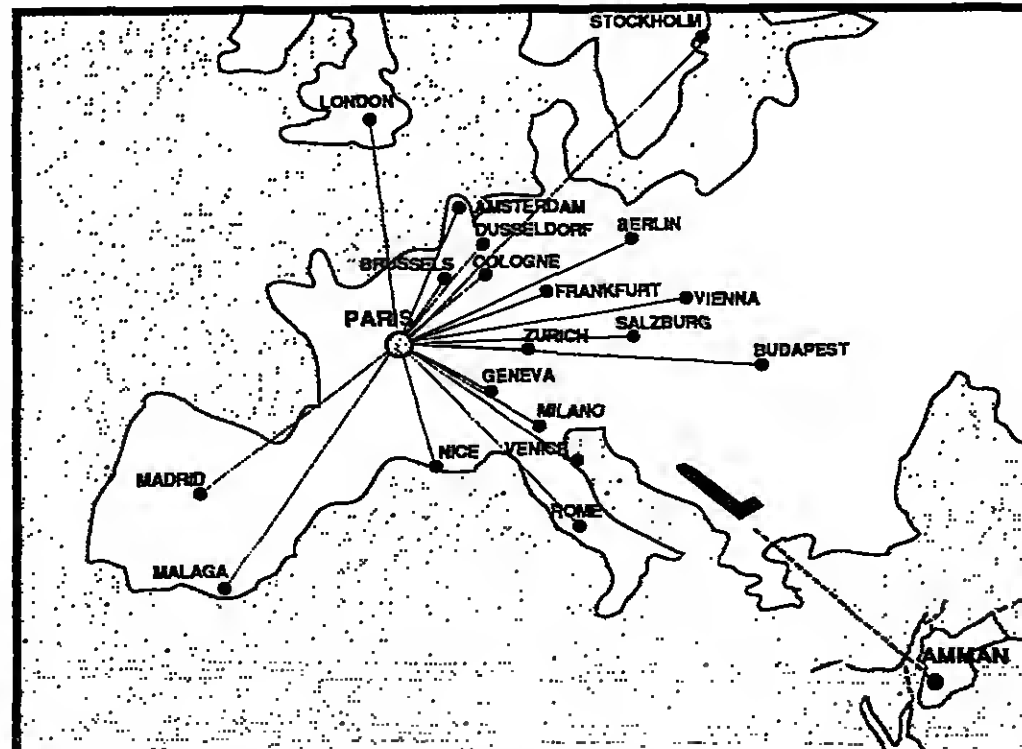 STOCKHOLM
LONDON
AMSTERDAM
DUSSELDORF
BERLIN
BRUSSELS
COLOGNE
FRANKFURT
VIENNA
PARIS
ZURICH
SALZBURG
BUDAPEST
GENEVA
MILANO
NICE
VENICE
MADRID
ROME
MALAGA
AMMAN